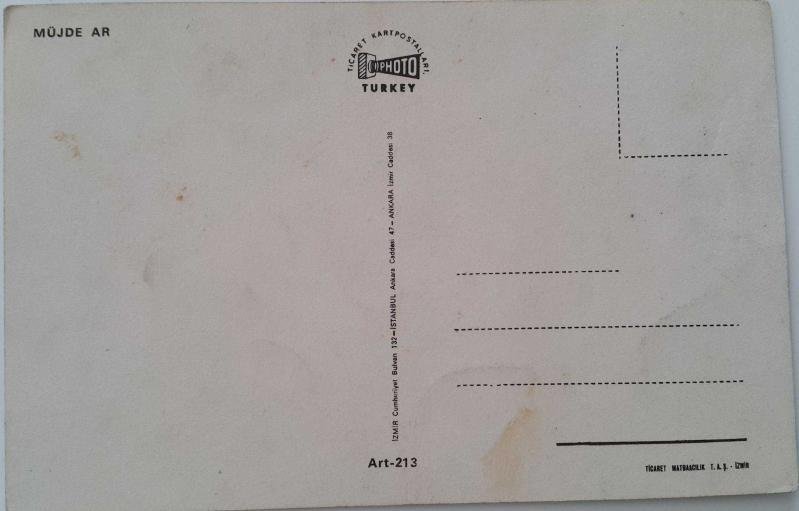 MÜJDE AR
TİCARET KARTPOSTALLARI,
PHOTO
TURKEY
İZMİR Cumhuriyet Bulvarı 132–İSTANBUL Ankara Caddesi 47–ANKARA İzmir Caddesi 38
Art-213
TİCARET MATBAACILIK T.A.Ş. - İzmir